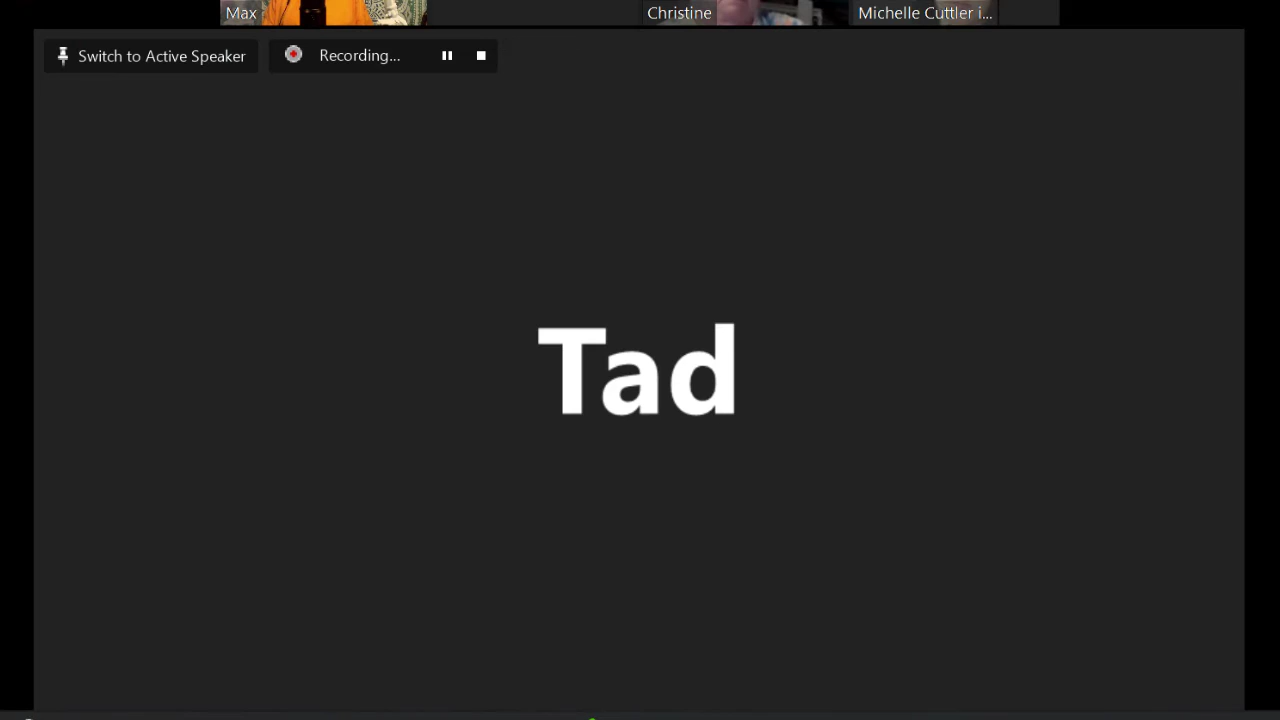 Max
Christine
Michelle Cuttler i...
Switch to Active Speaker
Recording...
Tad